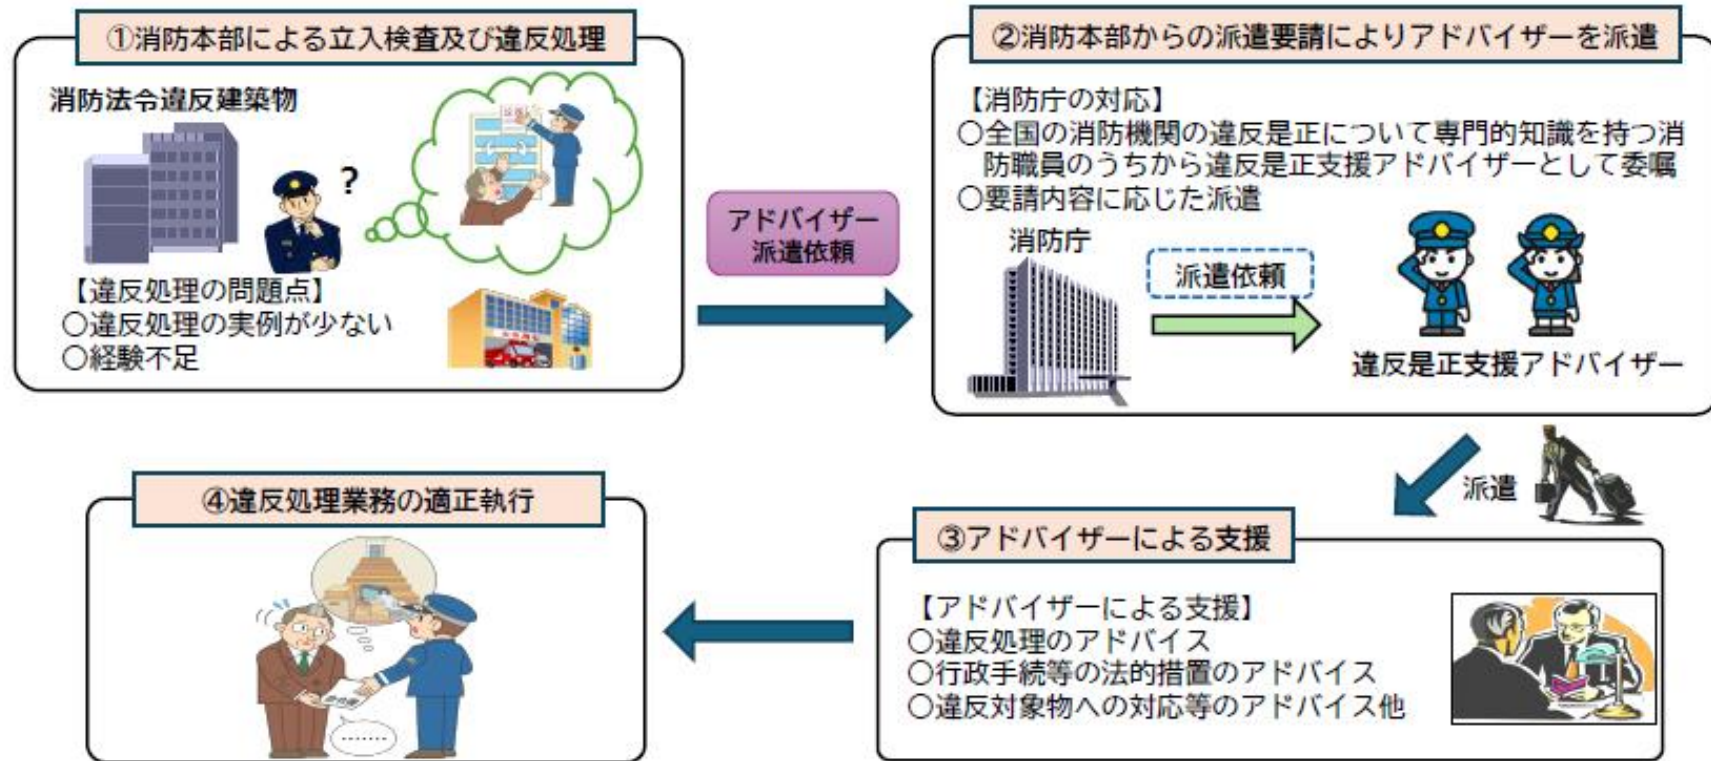 ①消防本部による立入検査及び違反処理
消防法令違反建築物
?
【違反処理の問題点】
○違反処理の実例が少ない
○経験不足
アドバイザー
派遣依頼
②消防本部からの派遣要請によりアドバイザーを派遣
【消防庁の対応】
○全国の消防機関の違反是正について専門的知識を持つ消
防職員のうちから違反是正支援アドバイザーとして委嘱
○要請内容に応じた派遣
消防庁
派遣依頼
違反是正支援アドバイザー
派遣
③アドバイザーによる支援
【アドバイザーによる支援】
○違反処理のアドバイス
○行政手続等の法的措置のアドバイス
○違反対象物への対応等のアドバイス他
④違反処理業務の適正執行
.......